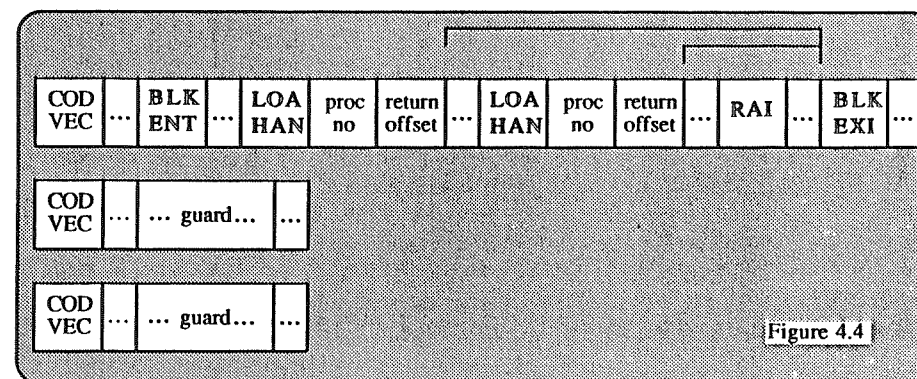 COD VEC ... BLK ENT ... LOA HAN proc no return offset ... LOA HAN proc no return offset ... RAI ... BLK EXI ...
COD VEC ... ... guard... ...
COD VEC ... ... guard... ...
Figure 4.4